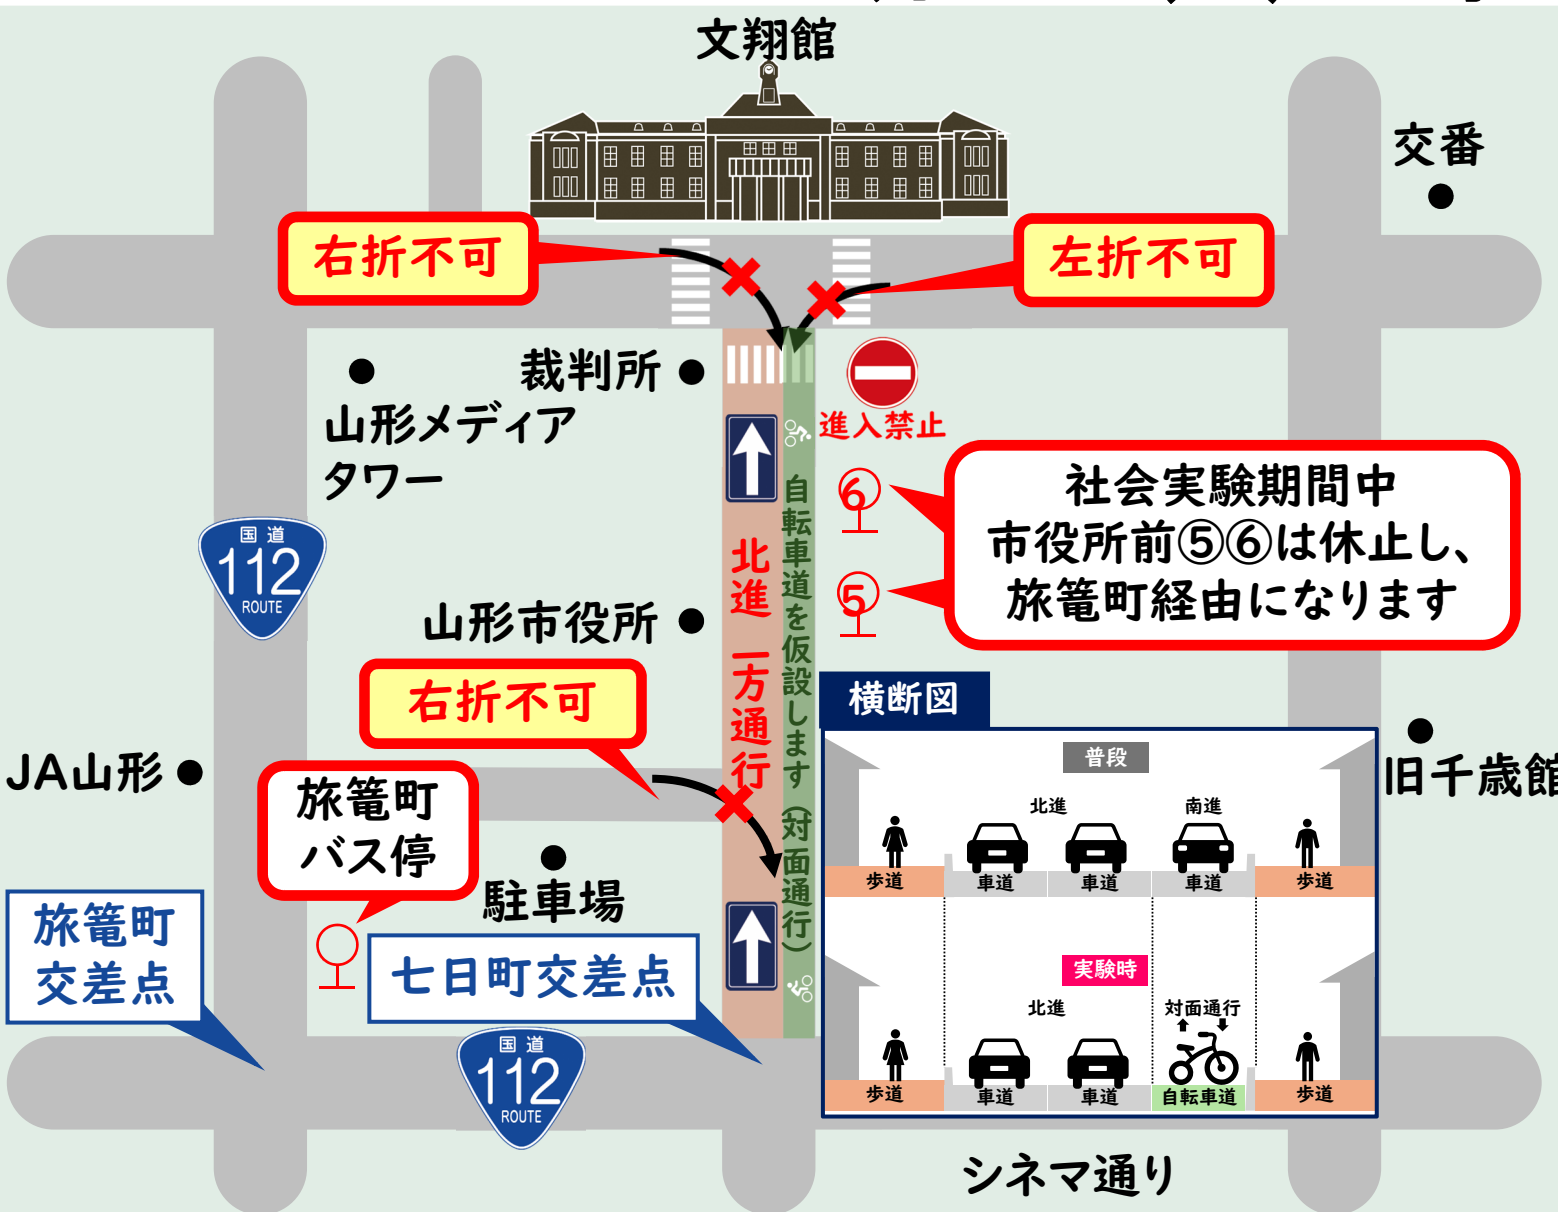 文翔館
交番
右折不可
左折不可
裁判所
山形メディア
タワー
進入禁止
国道
112
ROUTE
6
5
社会実験期間中
市役所前⑤⑥は休止し、
旅篭町経由になります
北進 一方通行
自転車道を仮設します(対面通行)
山形市役所
右折不可
JA山形
旅篭町
バス停
駐車場
旅篭町
交差点
七日町交差点
国道
112
ROUTE
旧千歳館
横断図
普段
北進
南進
歩道
車道
車道
車道
歩道
実験時
北進
対面通行
歩道
車道
車道
自転車道
歩道
シネマ通り